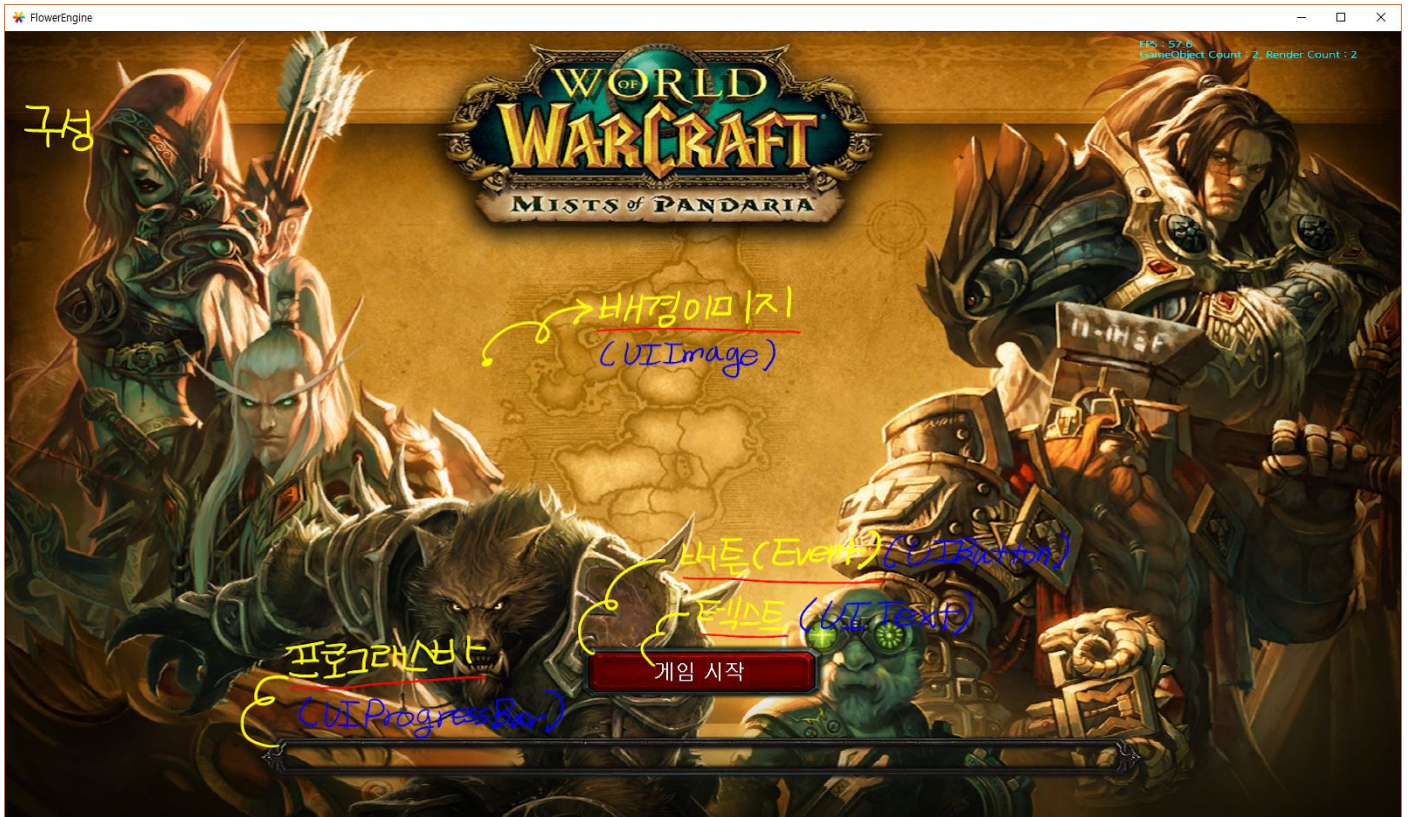 FlowerEngine
FPS : 57.6
GameObject Count : 2, Render Count : 2
WORLD OF
WARCRAFT
MISTS of PANDARIA
구성
배경이미지
(UIImage)
버튼(Event)(UIButton)
텍스트 (UIText)
게임 시작
프로그래스바
(UIProgressBar)